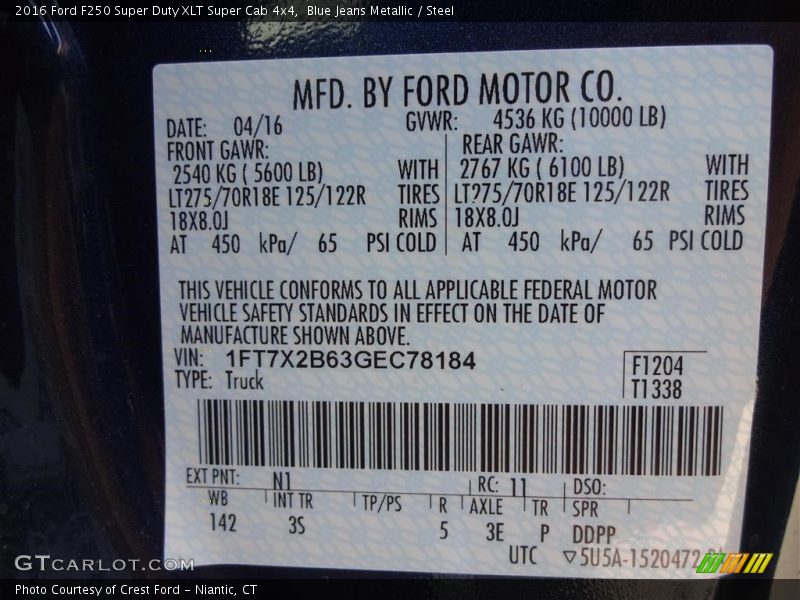 2016 Ford F250 Super Duty XLT Super Cab 4x4, Blue Jeans Metallic / Steel
MFD. BY FORD MOTOR CO.
DATE: 04/16 GVWR: 4536 KG (10000 LB)
FRONT GAWR: REAR GAWR:
2540 KG ( 5600 LB) WITH 2767 KG ( 6100 LB) WITH
LT275/70R18E 125/122R TIRES LT275/70R18E 125/122R TIRES
18X8.0J RIMS 18X8.0J RIMS
AT 450 kPa/ 65 PSI COLD AT 450 kPa/ 65 PSI COLD
THIS VEHICLE CONFORMS TO ALL APPLICABLE FEDERAL MOTOR
VEHICLE SAFETY STANDARDS IN EFFECT ON THE DATE OF
MANUFACTURE SHOWN ABOVE.
VIN: 1FT7X2B63GEC78184
TYPE: Truck
F1204
T1338
EXT PNT: N1 RC: 11 DSO:
WB INT TR TP/PS R AXLE TR SPR
142 3S 5 3E P DDPP
UTC ▽5U5A-1520472
GTCARLOT.COM
Photo Courtesy of Crest Ford - Niantic, CT